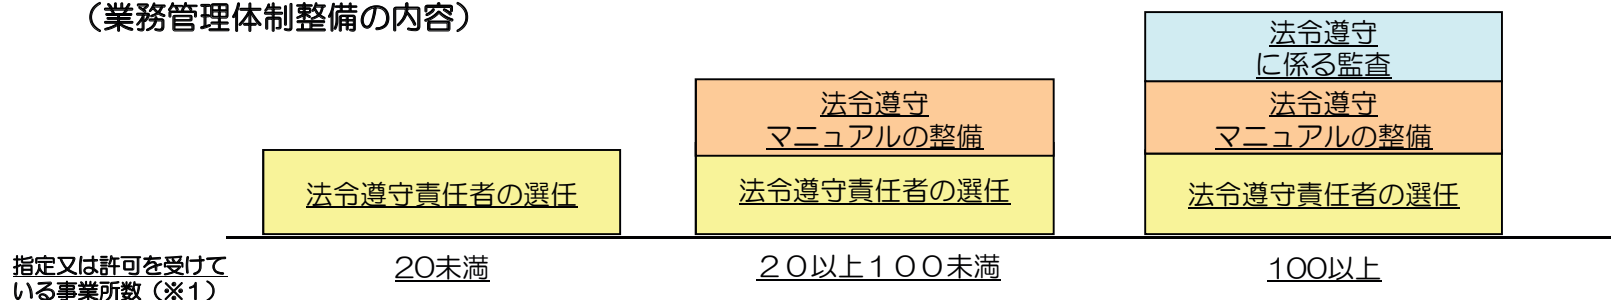 （業務管理体制整備の内容）
法令遵守
に係る監査
法令遵守
マニュアルの整備
法令遵守
マニュアルの整備
法令遵守責任者の選任
法令遵守責任者の選任
法令遵守責任者の選任
指定又は許可を受けて
いる事業所数（※１）
20未満
２０以上１００未満
100以上